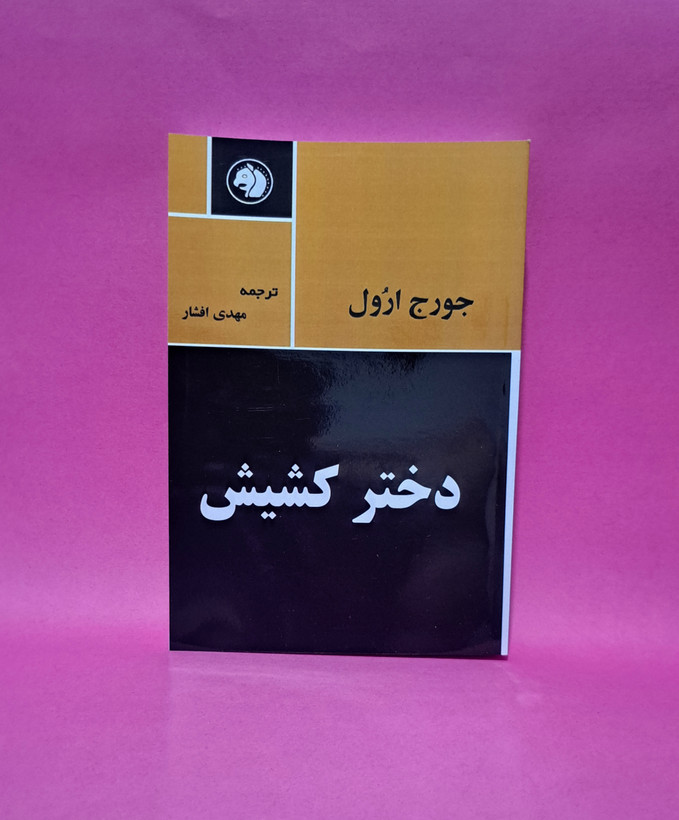 جورج ارُول
ترجمه
مهدی افشار
دختر کشیش